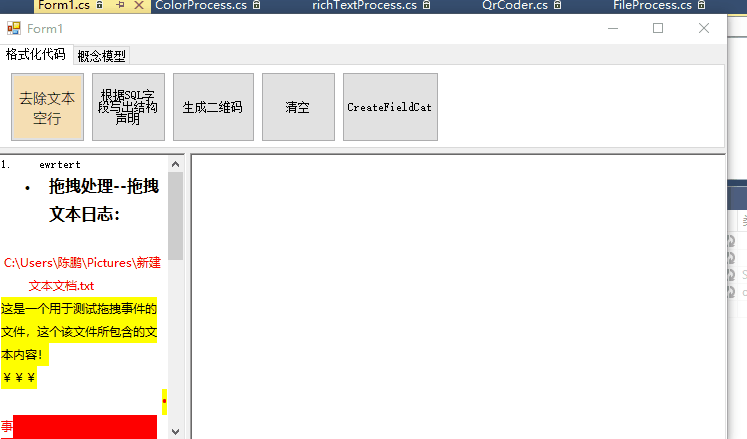 Form1.cs
ColorProcess.cs
richTextProcess.cs
QrCoder.cs
FileProcess.cs
Form1
格式化代码
概念模型
去除文本
空行
根据SQL字
段写出结构
声明
生成二维码
清空
CreateFieldCat
1. ewrtert
• 拖拽处理--拖拽
文本日志：
C:\Users\陈鹏\Pictures\新建
文本文档.txt
这是一个用于测试拖拽事件的
文件，这个该文件所包含的文
本内容！
￥￥￥
事